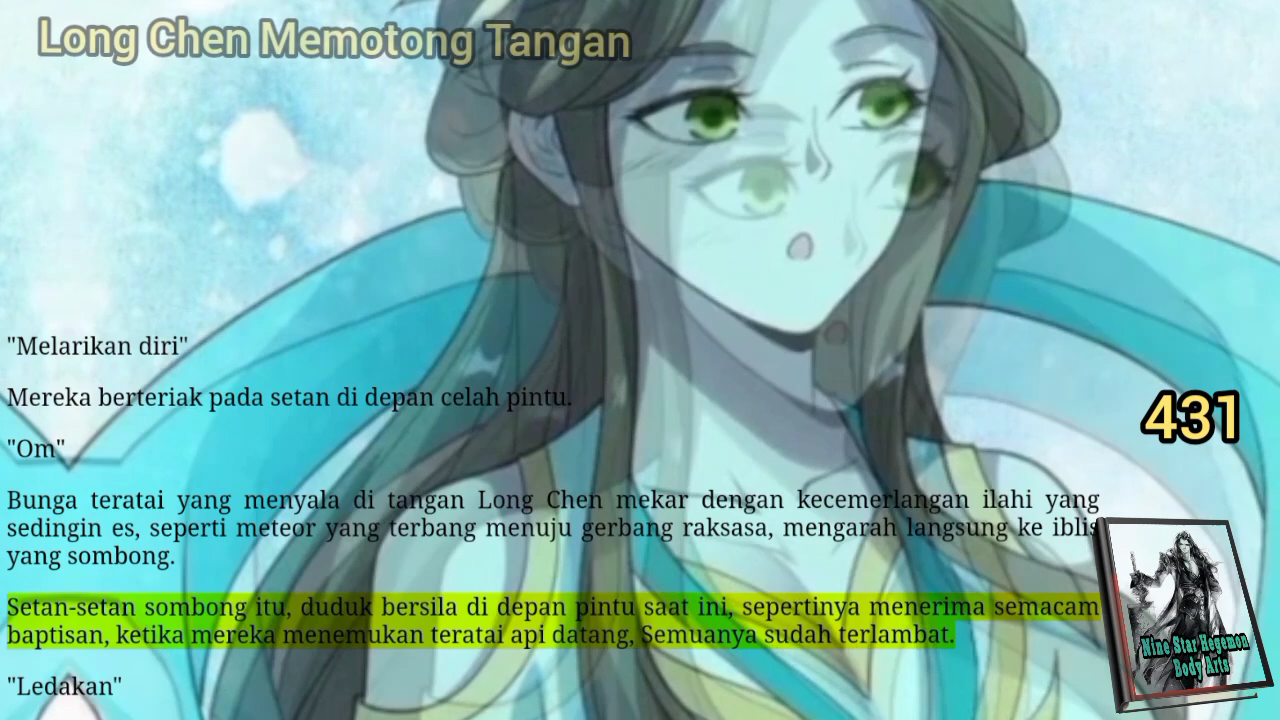 Long Chen Memotong Tangan
"Melarikan diri"
Mereka berteriak pada setan di depan celah pintu.
"Om"
431
Bunga teratai yang menyala di tangan Long Chen mekar dengan kecemerlangan ilahi yang
sedingin es, seperti meteor yang terbang menuju gerbang raksasa, mengarah langsung ke iblis
yang sombong.
Setan-setan sombong itu, duduk bersila di depan pintu saat ini, sepertinya menerima semacam
baptisan, ketika mereka menemukan teratai api datang, Semuanya sudah terlambat.
"Ledakan"
Nine Star Hegemon
Body Arts